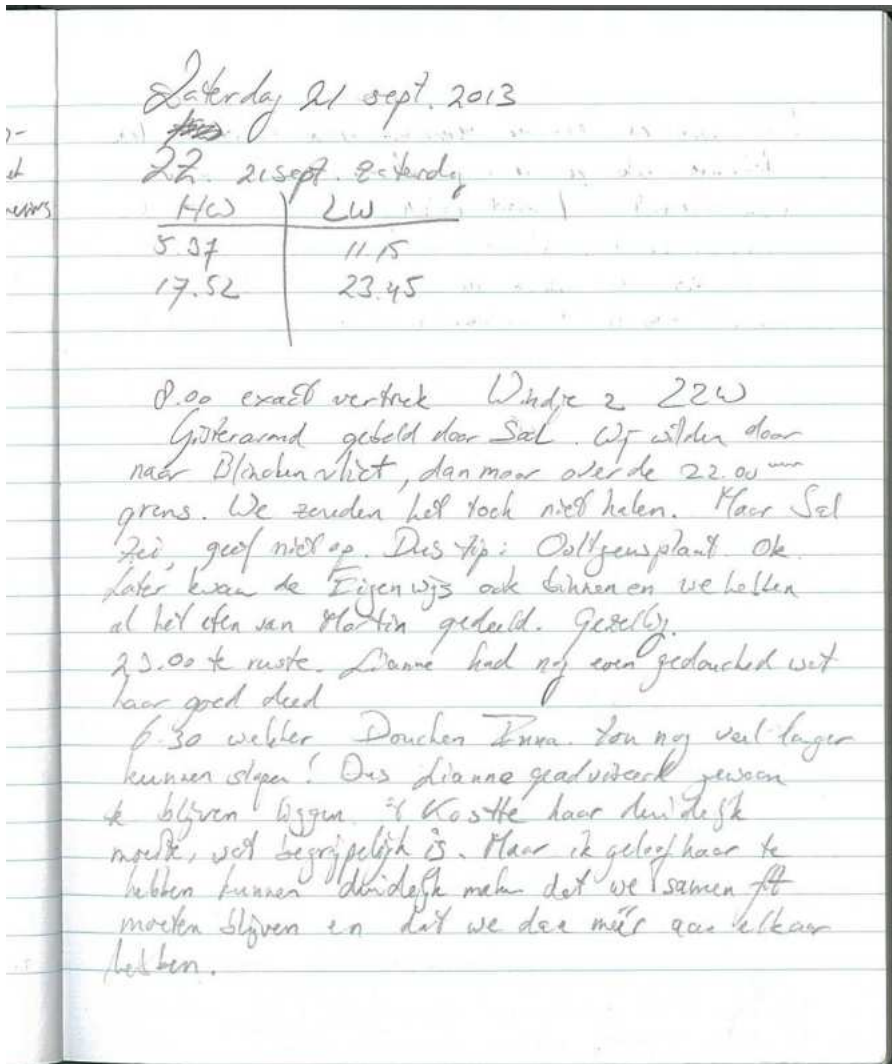 Zaterdag 21 sept. 2013
22. 21 sept. Zaterdag
HW LW
5.37 11.15
17.52 23.45
8.00 exact vertrek Windje 2 ZZW
Gisteravond gebeld door Sal. Wij wilden door
naar Blinckvliet, dan maar over de 22.00 uur
grens. We zouden het toch niet halen. Maar Sal
zei, geef niet op. Dus tip: Ooltgensplaat. Ok
Later kwam de Eigenwijs ook binnen en we hebben
al het eten van Martin gedeeld. Gezellig.
23.00 te ruste. Lianne had nog even gedouched wat
haar goed deed
6.30 wekker Douchen Inna. Zou nog veel langer
kunnen slapen! Dus Lianne geadviseerd gewoon
te blijven liggen. 't Kostte haar duidelijk
moeite, wat begrijpelijk is. Maar ik geloof haar te
hebben kunnen duidelijk maken dat we samen fit
moeten blijven en dat we dan méér aan elkaar
hebben.